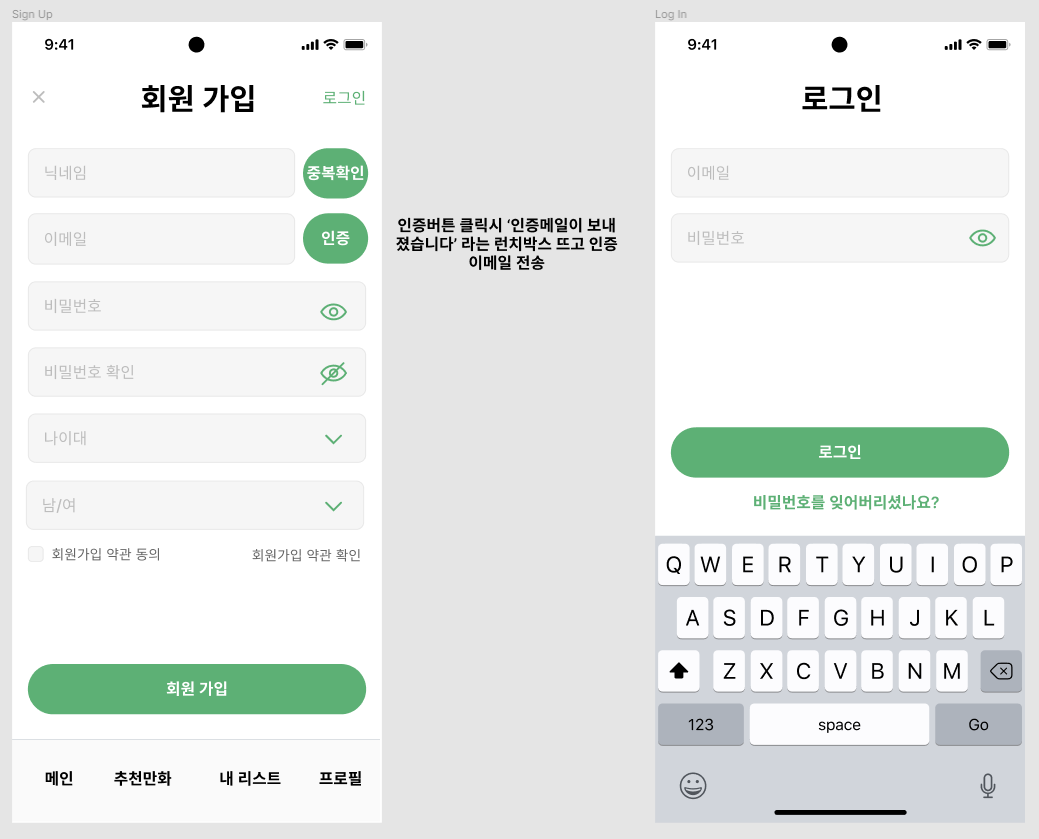 Sign Up
9:41
회원 가입
로그인
닉네임
중복확인
이메일
인증
비밀번호
비밀번호 확인
나이대
남/여
회원가입 약관 동의
회원가입 약관 확인
회원 가입
메인
추천만화
내 리스트
프로필
인증버튼 클릭시 ‘인증메일이 보내
졌습니다’ 라는 런치박스 뜨고 인증
이메일 전송
Log In
9:41
로그인
이메일
비밀번호
로그인
비밀번호를 잊어버리셨나요?
Q W E R T Y U I O P
A S D F G H J K L
Z X C V B N M
123 space Go